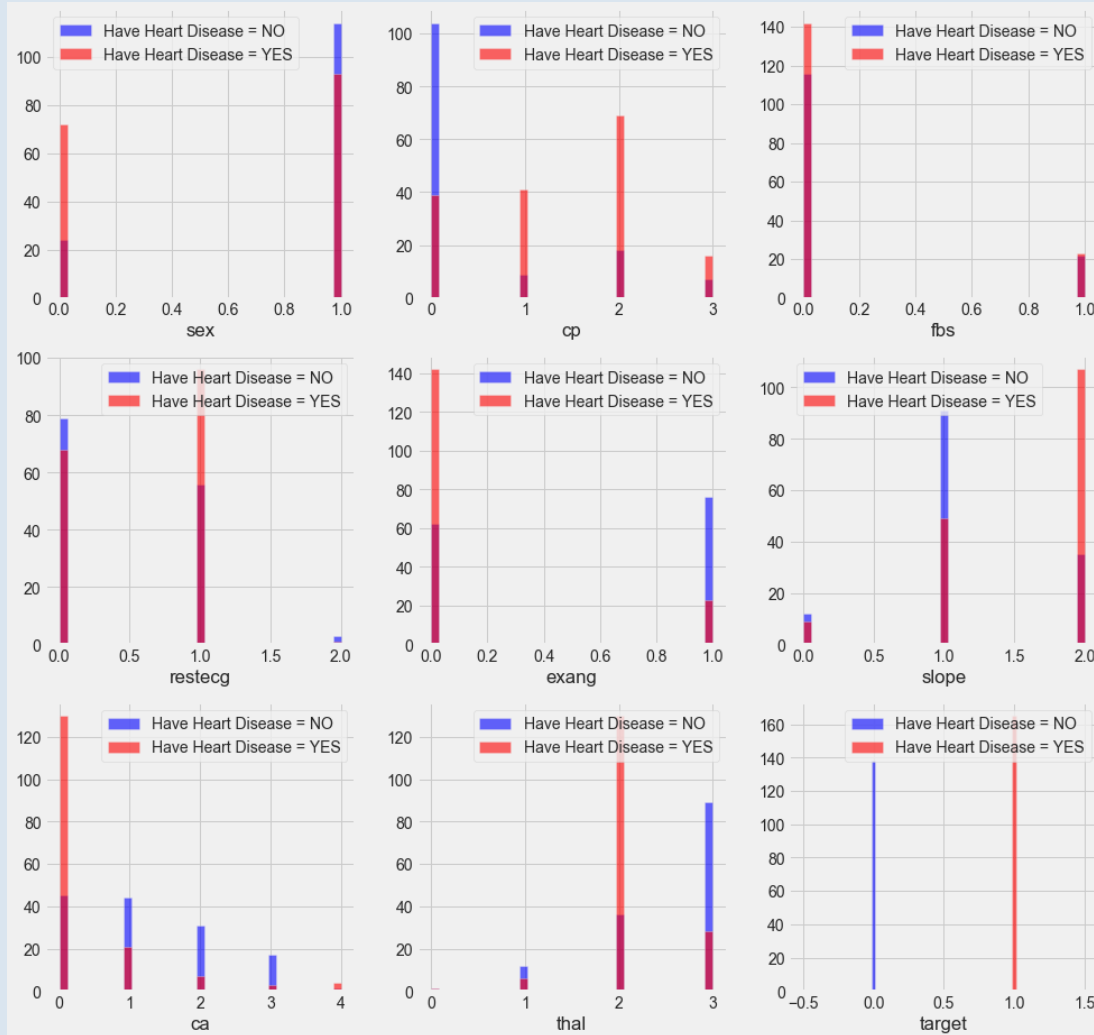 Have Heart Disease = NO
Have Heart Disease = YES
100
80
60
40
20
0
0.0 0.2 0.4 0.6 0.8 1.0
sex
Have Heart Disease = NO
Have Heart Disease = YES
100
80
60
40
20
0
0 1 2 3
cp
Have Heart Disease = NO
Have Heart Disease = YES
140
120
100
80
60
40
20
0
0.0 0.2 0.4 0.6 0.8 1.0
fbs
Have Heart Disease = NO
Have Heart Disease = YES
100
80
60
40
20
0
0.0 0.5 1.0 1.5 2.0
restecg
Have Heart Disease = NO
Have Heart Disease = YES
140
120
100
80
60
40
20
0
0.0 0.2 0.4 0.6 0.8 1.0
exang
Have Heart Disease = NO
Have Heart Disease = YES
100
80
60
40
20
0
0.0 0.5 1.0 1.5 2.0
slope
Have Heart Disease = NO
Have Heart Disease = YES
120
100
80
60
40
20
0
0 1 2 3 4
ca
Have Heart Disease = NO
Have Heart Disease = YES
120
100
80
60
40
20
0
0 1 2 3
thal
Have Heart Disease = NO
Have Heart Disease = YES
160
140
120
100
80
60
40
20
0
−0.5 0.0 0.5 1.0 1.5
target